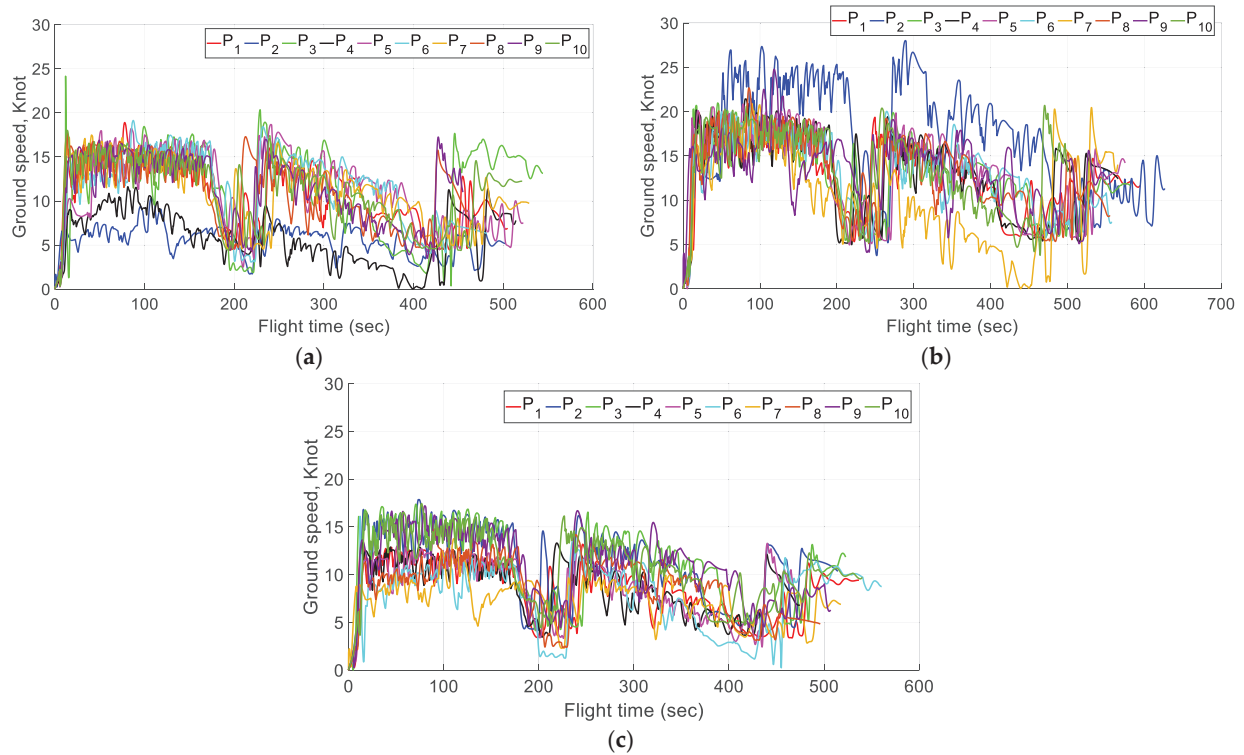 P1 P2 P3 P4 P5 P6 P7 P8 P9 P10
30
25
20
15
10
5
0
Ground speed, Knot
0 100 200 300 400 500 600
Flight time (sec)
(a)
P1 P2 P3 P4 P5 P6 P7 P8 P9 P10
30
25
20
15
10
5
0
Ground speed, Knot
0 100 200 300 400 500 600 700
Flight time (sec)
(b)
P1 P2 P3 P4 P5 P6 P7 P8 P9 P10
30
25
20
15
10
5
0
Ground speed, Knot
0 100 200 300 400 500 600
Flight time (sec)
(c)